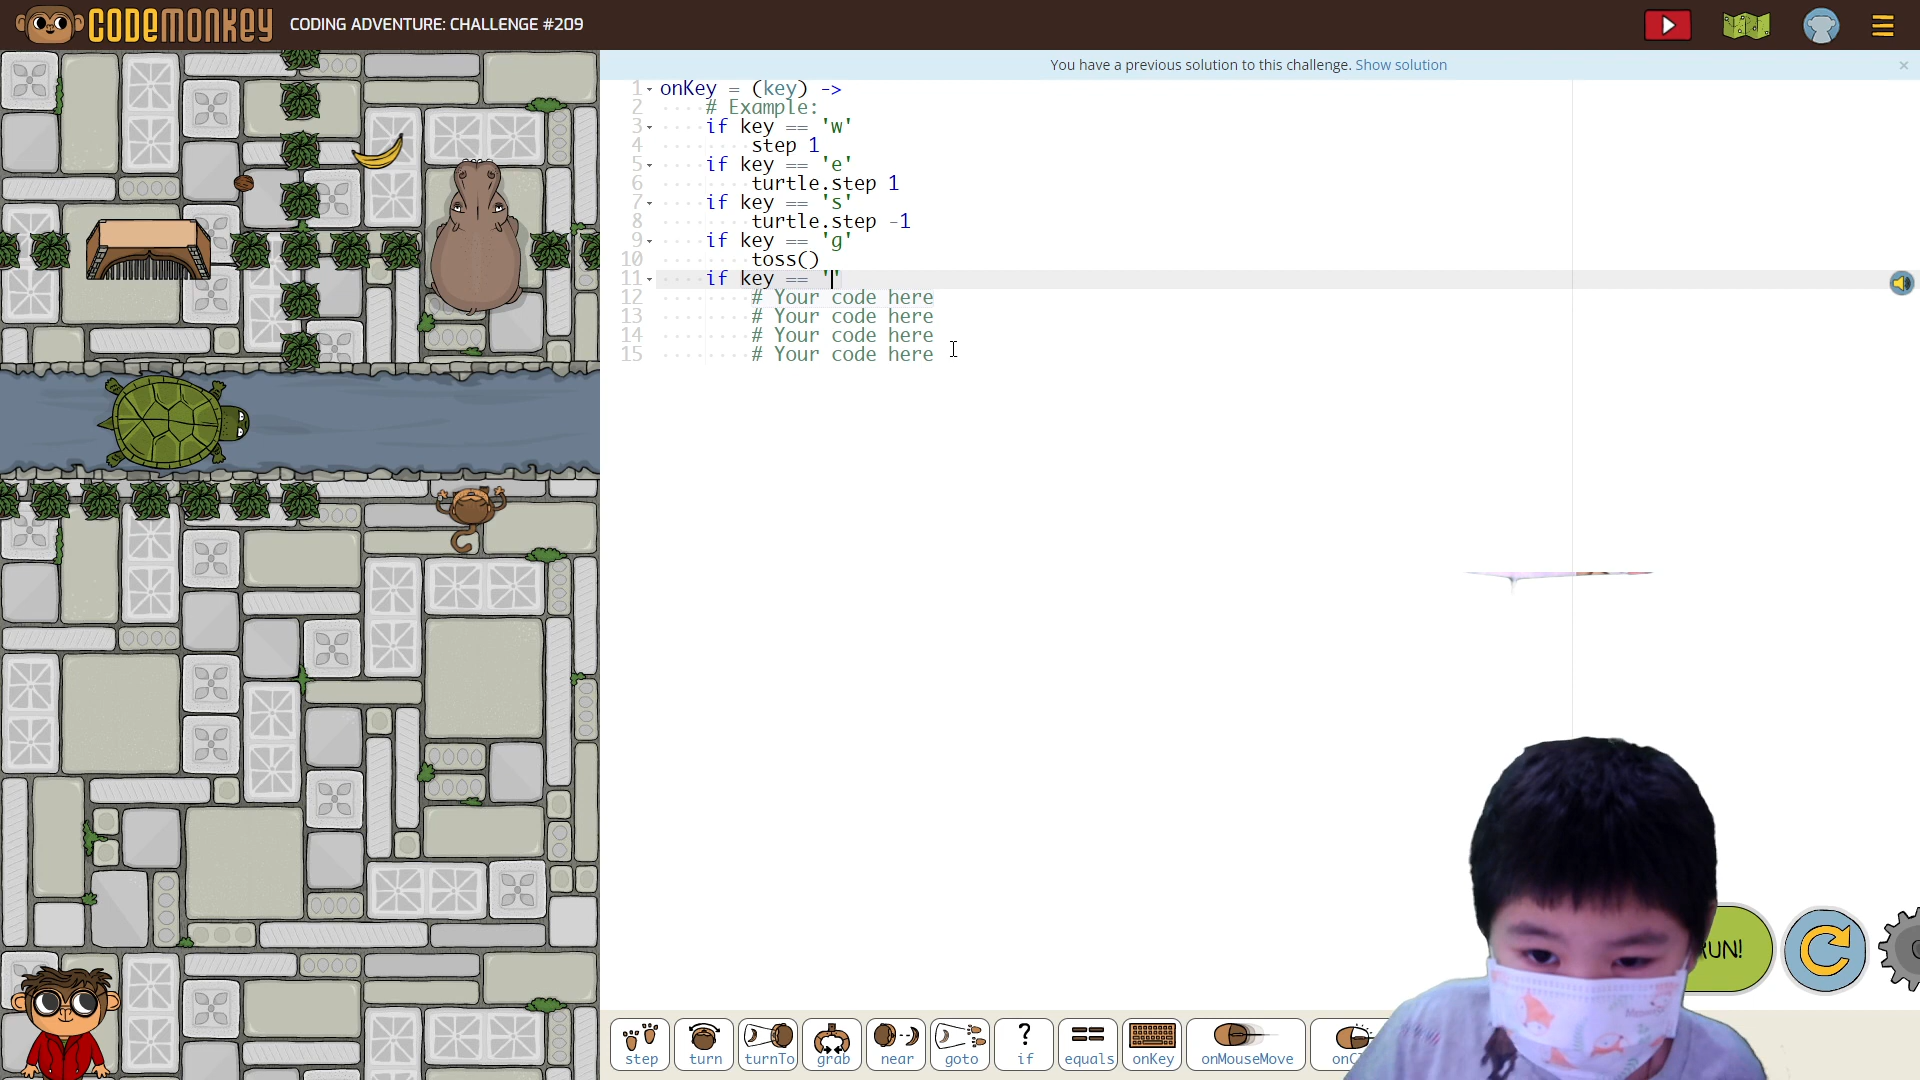 CODEMONKEY
CODING ADVENTURE: CHALLENGE #209
You have a previous solution to this challenge. Show solution
×
1 onKey = (key) ->
2 # Example:
3 if key == 'w'
4 step 1
5 if key == 'e'
6 turtle.step 1
7 if key == 's'
8 turtle.step -1
9 if key == 'g'
10 toss()
11 if key == ''
12 # Your code here
13 # Your code here
14 # Your code here
15 # Your code here
RUN!
step
turn
turnTo
grab
near
goto
if
equals
onKey
onMouseMove